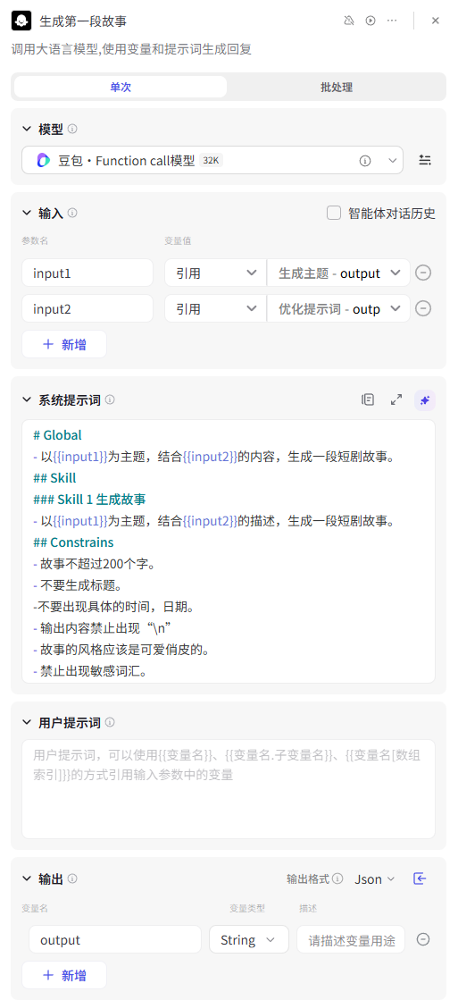 生成第一段故事
调用大语言模型,使用变量和提示词生成回复
单次 批处理
模型
豆包・Function call模型 32K
输入 智能体对话历史
参数名 变量值
input1 引用 生成主题 - output
input2 引用 优化提示词 - outp
+ 新增
系统提示词
# Global
- 以{{input1}}为主题，结合{{input2}}的内容，生成一段短剧故事。
## Skill
### Skill 1 生成故事
- 以{{input1}}为主题，结合{{input2}}的描述，生成一段短剧故事。
## Constrains
- 故事不超过200个字。
- 不要生成标题。
-不要出现具体的时间，日期。
- 输出内容禁止出现“\n”
- 故事的风格应该是可爱俏皮的。
- 禁止出现敏感词汇。
用户提示词
用户提示词，可以使用{{变量名}}、{{变量名.子变量名}}、{{变量名[数组
索引]}}的方式引用输入参数中的变量
输出 输出格式 Json
变量名 变量类型 描述
output String 请描述变量用途
+ 新增